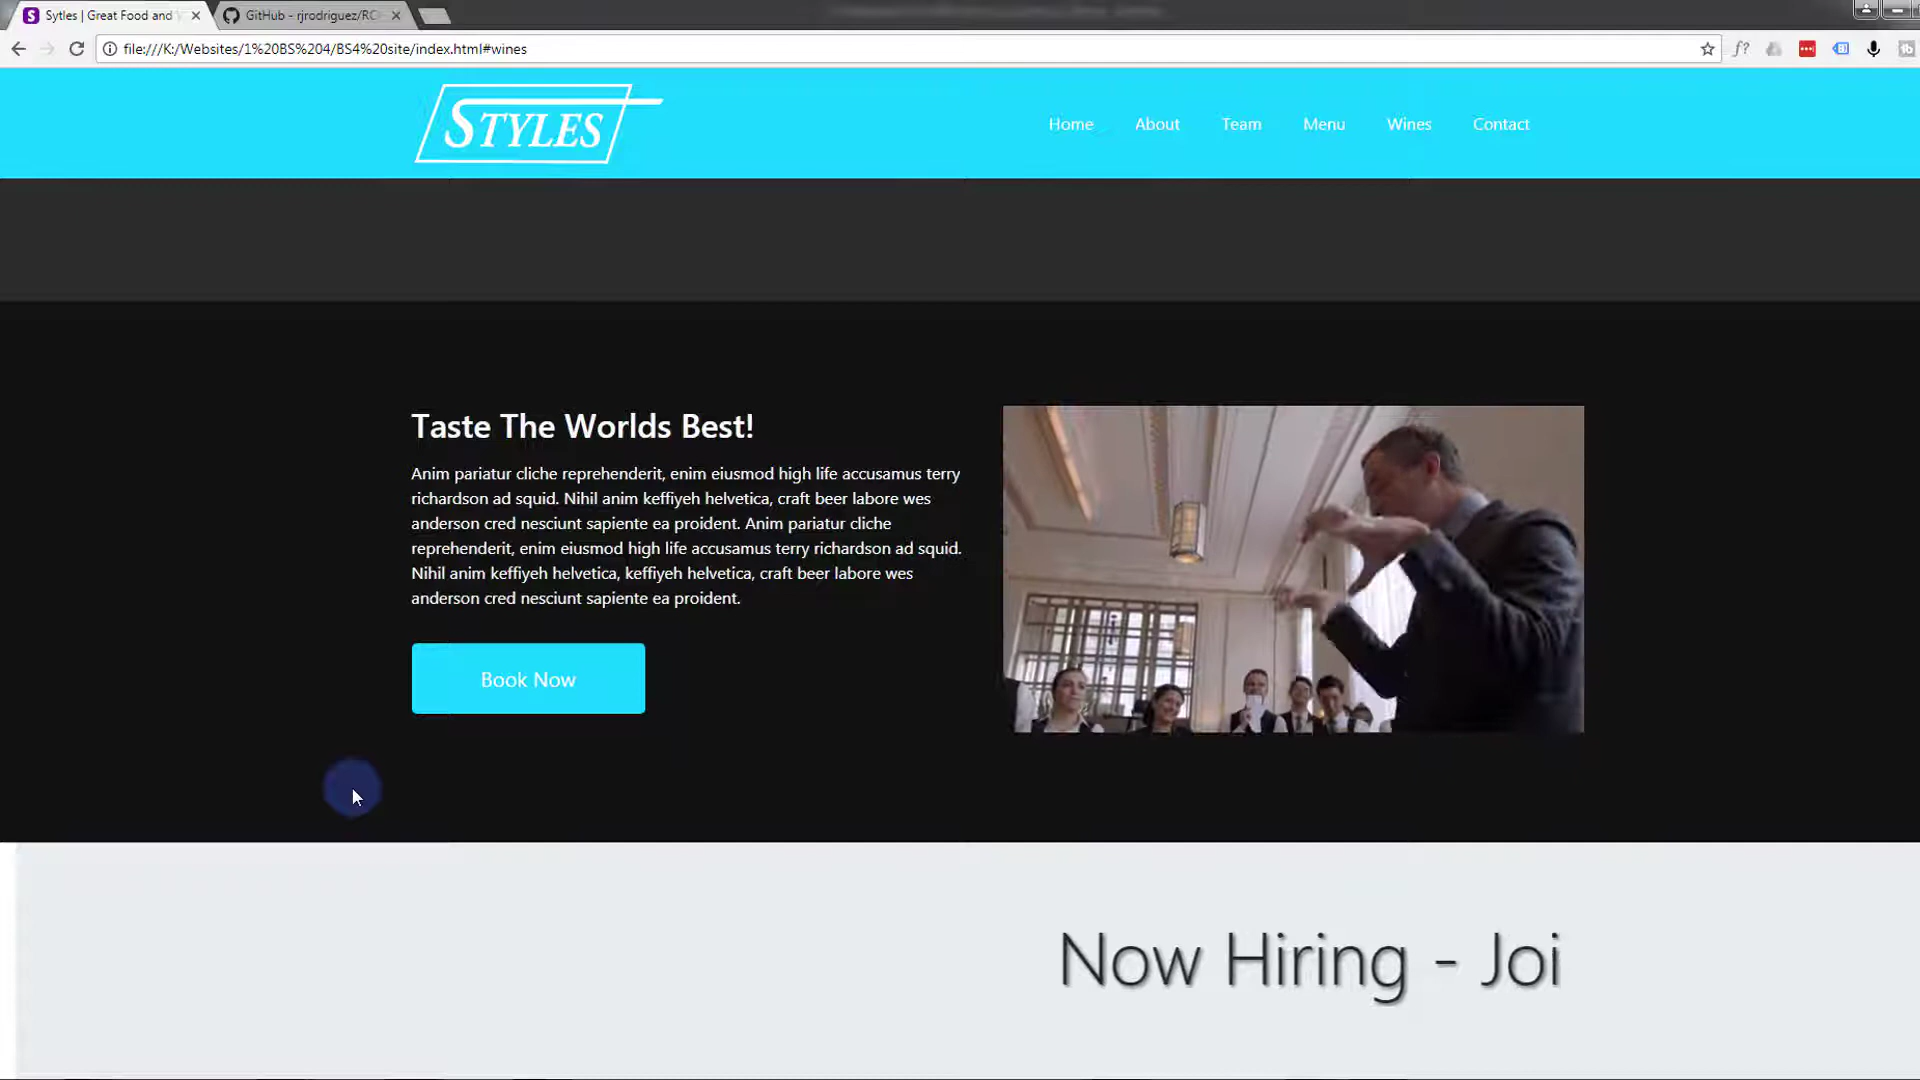 Sytles | Great Food and
GitHub - rjrodriguez/RC
file:///K:/Websites/1%20BS%204/BS4%20site/index.html#wines
STYLES
Home About Team Menu Wines Contact
Taste The Worlds Best!
Anim pariatur cliche reprehenderit, enim eiusmod high life accusamus terry
richardson ad squid. Nihil anim keffiyeh helvetica, craft beer labore wes
anderson cred nesciunt sapiente ea proident. Anim pariatur cliche
reprehenderit, enim eiusmod high life accusamus terry richardson ad squid.
Nihil anim keffiyeh helvetica, keffiyeh helvetica, craft beer labore wes
anderson cred nesciunt sapiente ea proident.
Book Now
Now Hiring - Joi